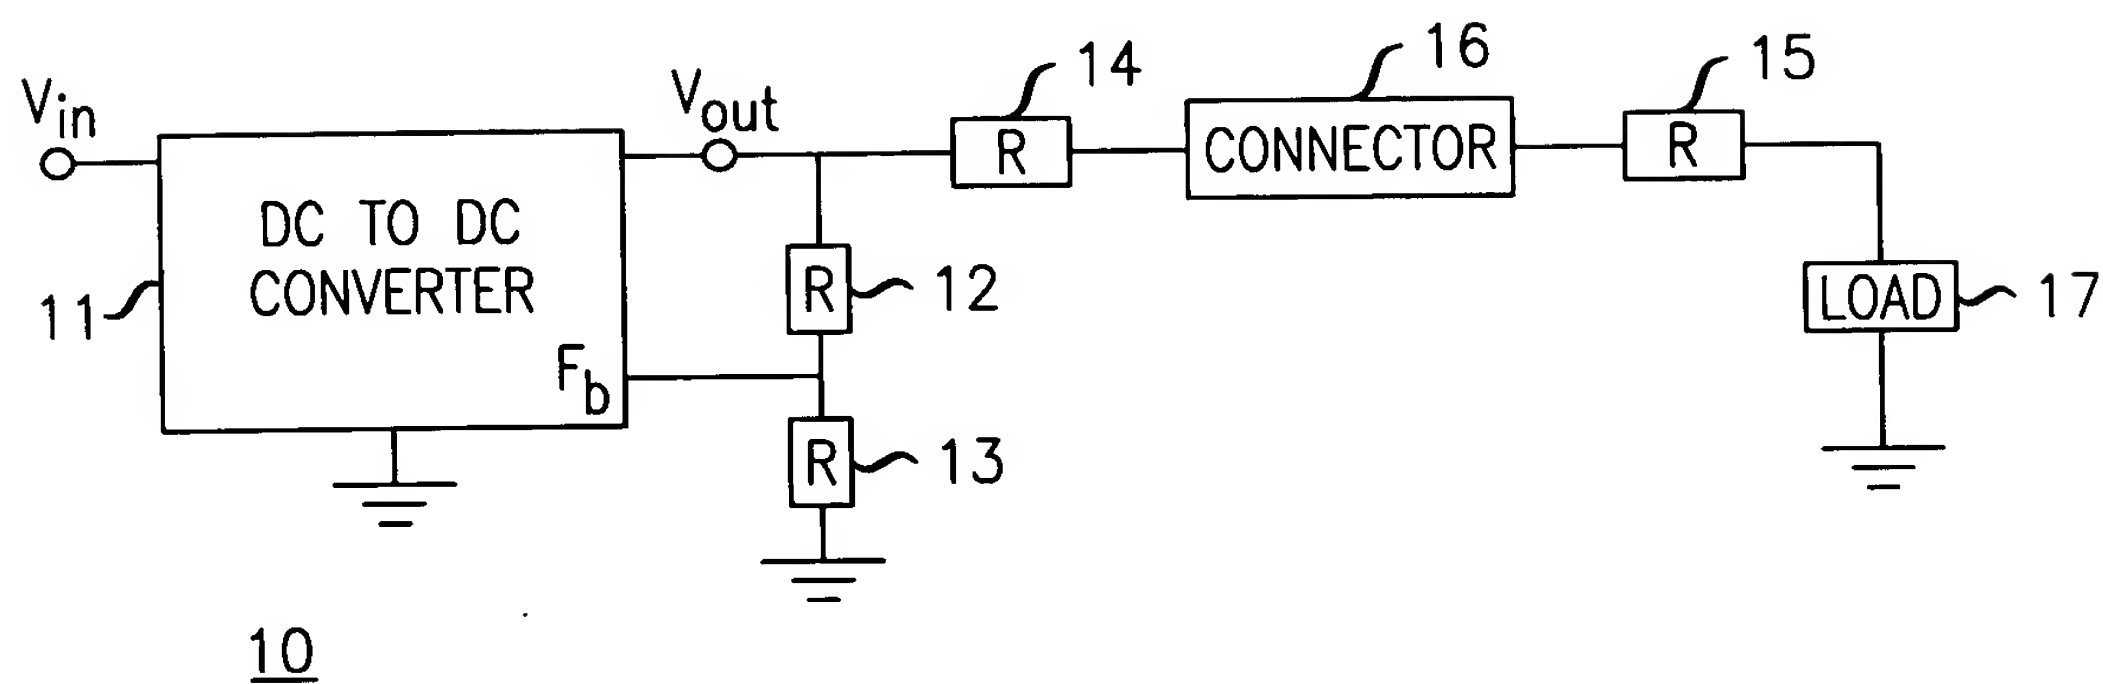 Vin
Vout
14
16
15
R
CONNECTOR
R
DC TO DC
CONVERTER
11
R
12
LOAD
17
Fb
R
13
10